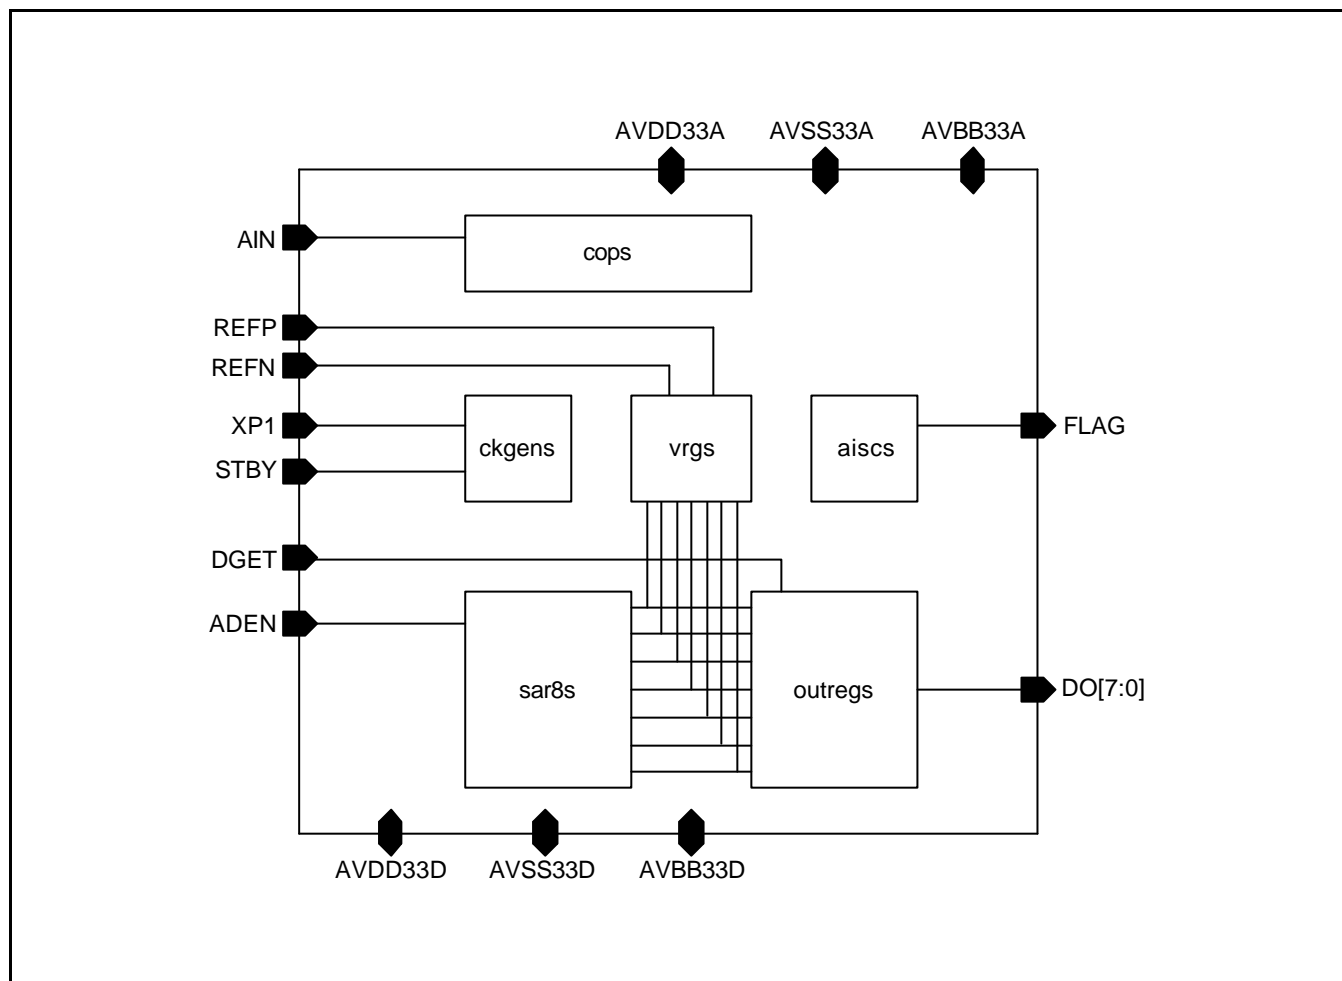 AVDD33A AVSS33A AVBB33A
AIN
cops
REFP
REFN
XP1
ckgens vrgs aiscs
FLAG
STBY
DGET
ADEN
sar8s outregs DO[7:0]
AVDD33D AVSS33D AVBB33D